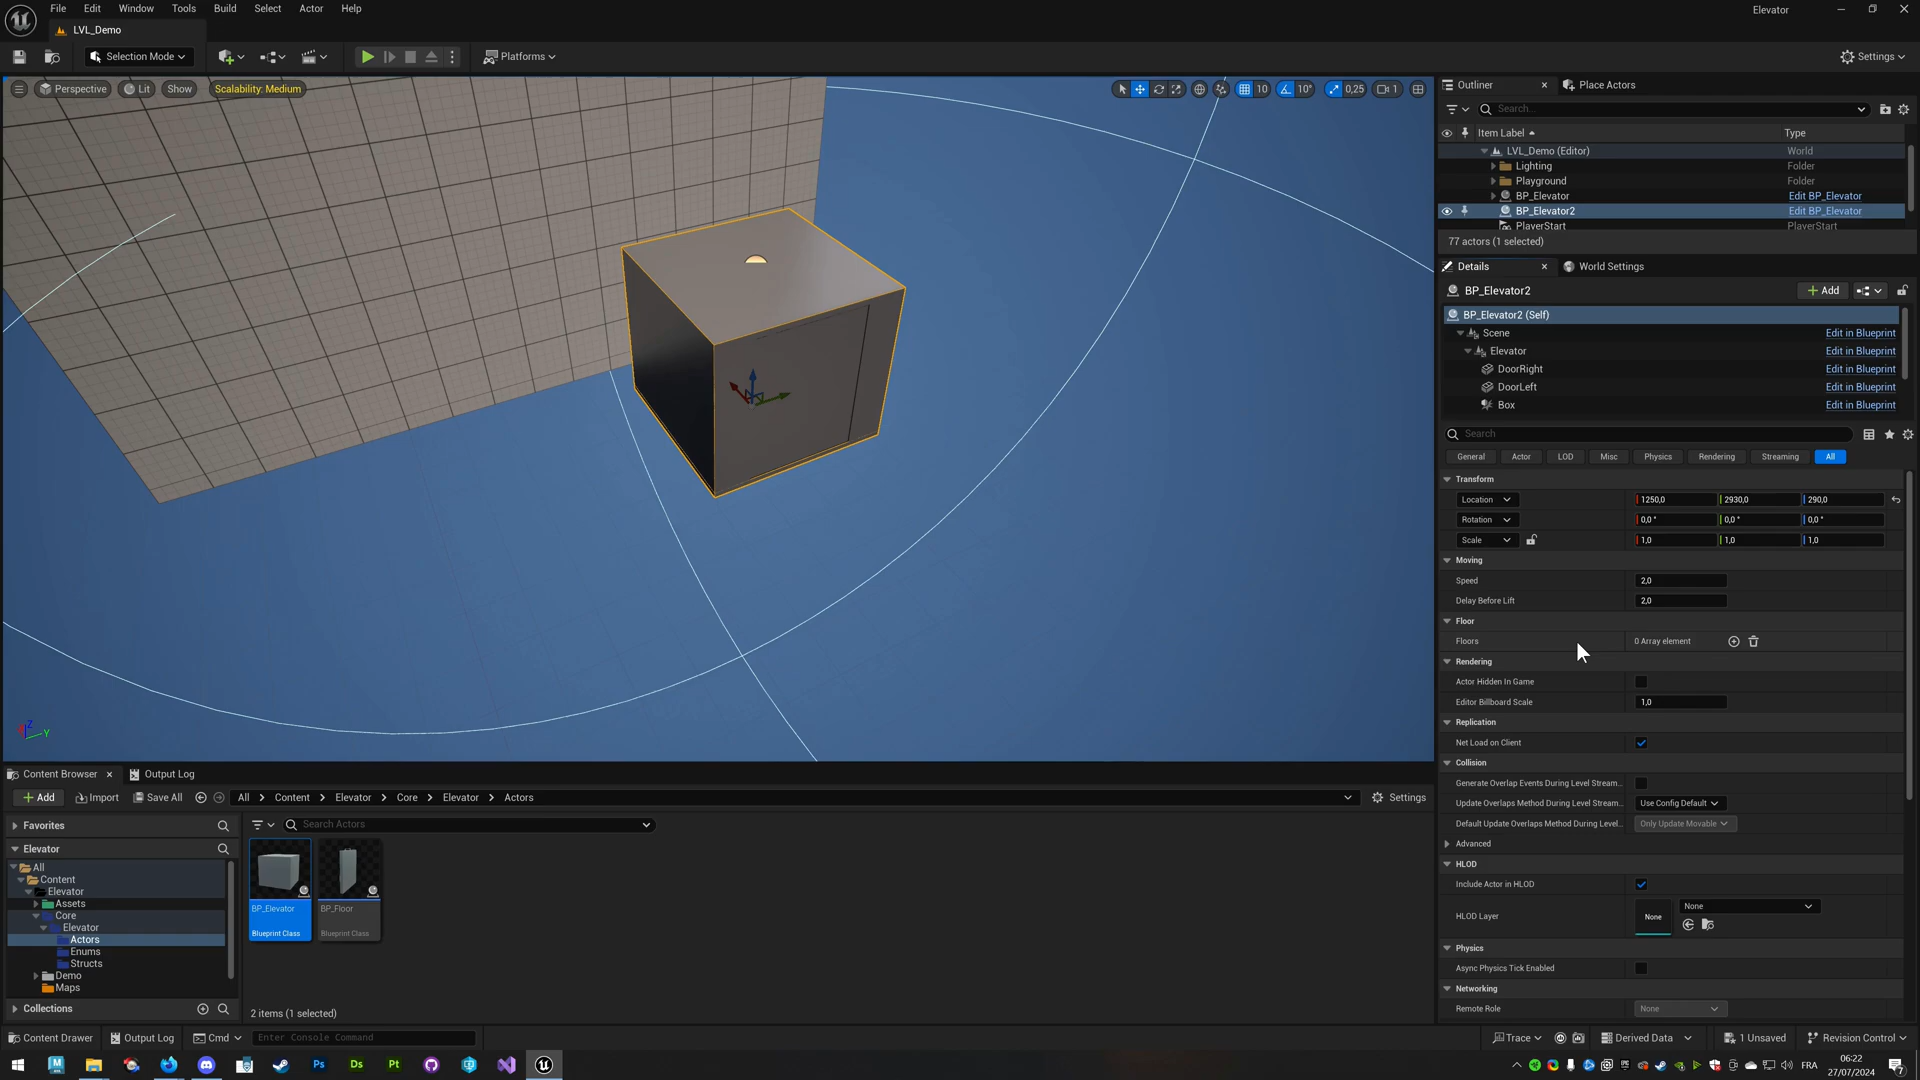 File Edit Window Tools Build Select Actor Help
Elevator
LVL_Demo
Selection Mode
Platforms
Settings
Perspective
Lit
Show
Scalability: Medium
10
10°
0,25
1
Outliner
Place Actors
Search...
Item Label
Type
LVL_Demo (Editor)
World
Lighting
Folder
Playground
Folder
BP_Elevator
Edit BP_Elevator
BP_Elevator2
Edit BP_Elevator
PlayerStart
PlayerStart
77 actors (1 selected)
Details
World Settings
BP_Elevator2
Add
BP_Elevator2 (Self)
Scene
Edit in Blueprint
Elevator
Edit in Blueprint
DoorRight
Edit in Blueprint
DoorLeft
Edit in Blueprint
Box
Edit in Blueprint
Search
General Actor LOD Misc Physics Rendering Streaming All
Transform
Location 1250,0 2930,0 290,0
Rotation 0,0 ° 0,0 ° 0,0 °
Scale 1,0 1,0 1,0
Moving
Speed 2,0
Delay Before Lift 2,0
Floor
Floors 0 Array element
Rendering
Actor Hidden In Game
Editor Billboard Scale 1,0
Replication
Net Load on Client
Collision
Generate Overlap Events During Level Stream...
Update Overlaps Method During Level Stream... Use Config Default
Default Update Overlaps Method During Level... Only Update Movable
Advanced
HLOD
Include Actor in HLOD
HLOD Layer None None
Physics
Async Physics Tick Enabled
Networking
Remote Role None
Z
Y
Content Browser
Output Log
Add Import Save All All > Content > Elevator > Core > Elevator > Actors Settings
Favorites
Search Actors
Elevator
All
Content
Elevator
Assets
Core
Elevator
Actors
Enums
Structs
Demo
Maps
Collections
BP_Elevator
Blueprint Class
BP_Floor
Blueprint Class
2 items (1 selected)
Content Drawer
Output Log
Cmd
Enter Console Command
Trace
Derived Data
1 Unsaved
Revision Control
Ps
Ds
Pt
FRA
06:22
27/07/2024
7